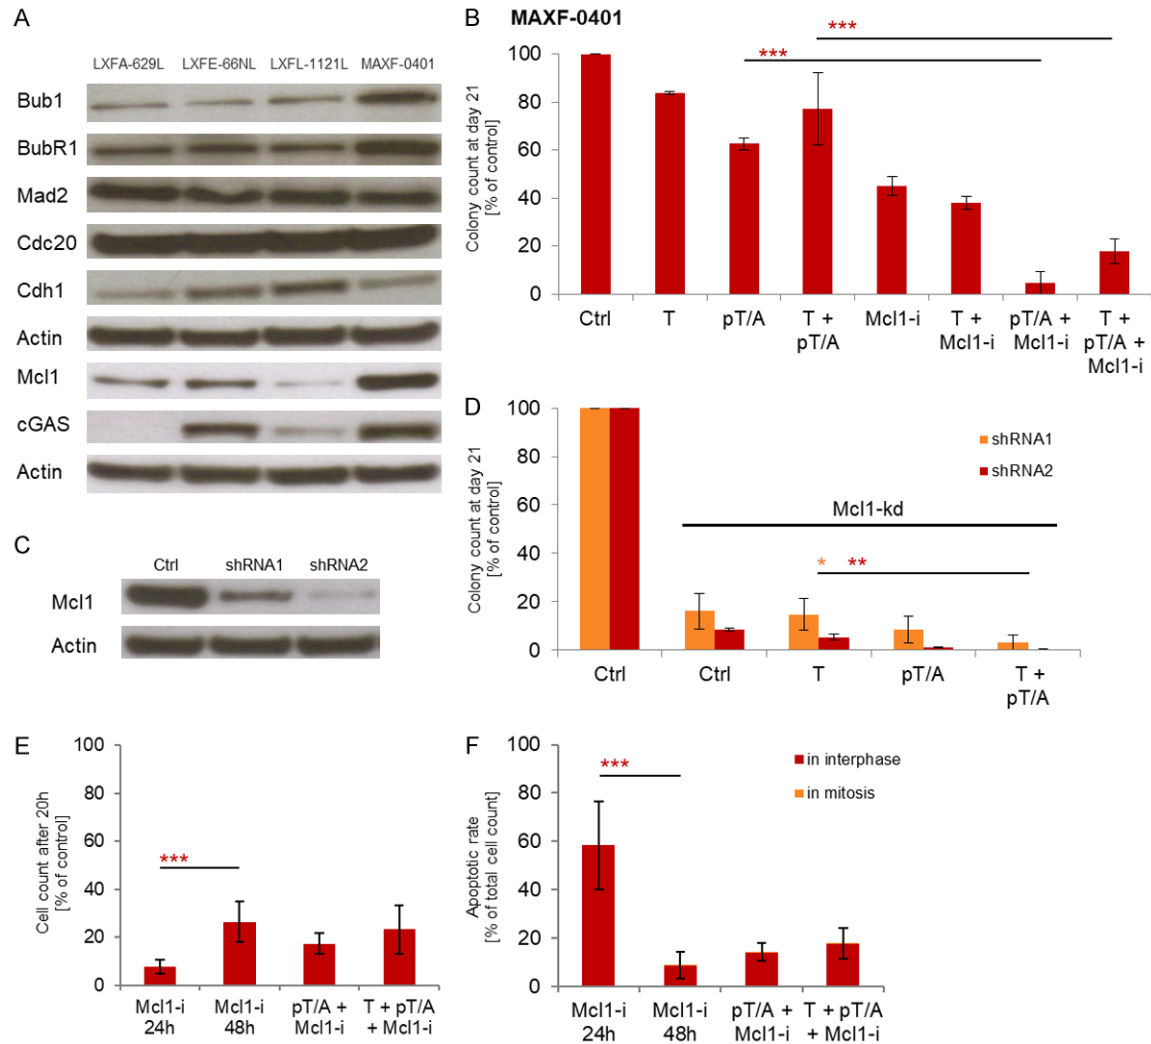 A
LXFA-629L LXFE-66NL LXFL-1121L MAXF-0401
Bub1
BubR1
Mad2
Cdc20
Cdh1
Actin
Mcl1
cGAS
Actin
B MAXF-0401
Colony count at day 21
[% of control]
100
80
60
40
20
0
***
***
Ctrl T pT/A T + Mcl1-i T + pT/A + T +
pT/A Mcl1-i Mcl1-i pT/A +
Mcl1-i
C
Ctrl shRNA1 shRNA2
Mcl1
Actin
D
Colony count at day 21
[% of control]
100
80
60
40
20
0
shRNA1
shRNA2
Mcl1-kd
* **
Ctrl Ctrl T pT/A T +
pT/A
E
Cell count after 20h
[% of control]
100
80
60
40
20
0
***
Mcl1-i Mcl1-i pT/A + T + pT/A
24h 48h Mcl1-i + Mcl1-i
F
Apoptotic rate
[% of total cell count]
100
80
60
40
20
0
***
in interphase
in mitosis
Mcl1-i Mcl1-i pT/A + T + pT/A
24h 48h Mcl1-i + Mcl1-i